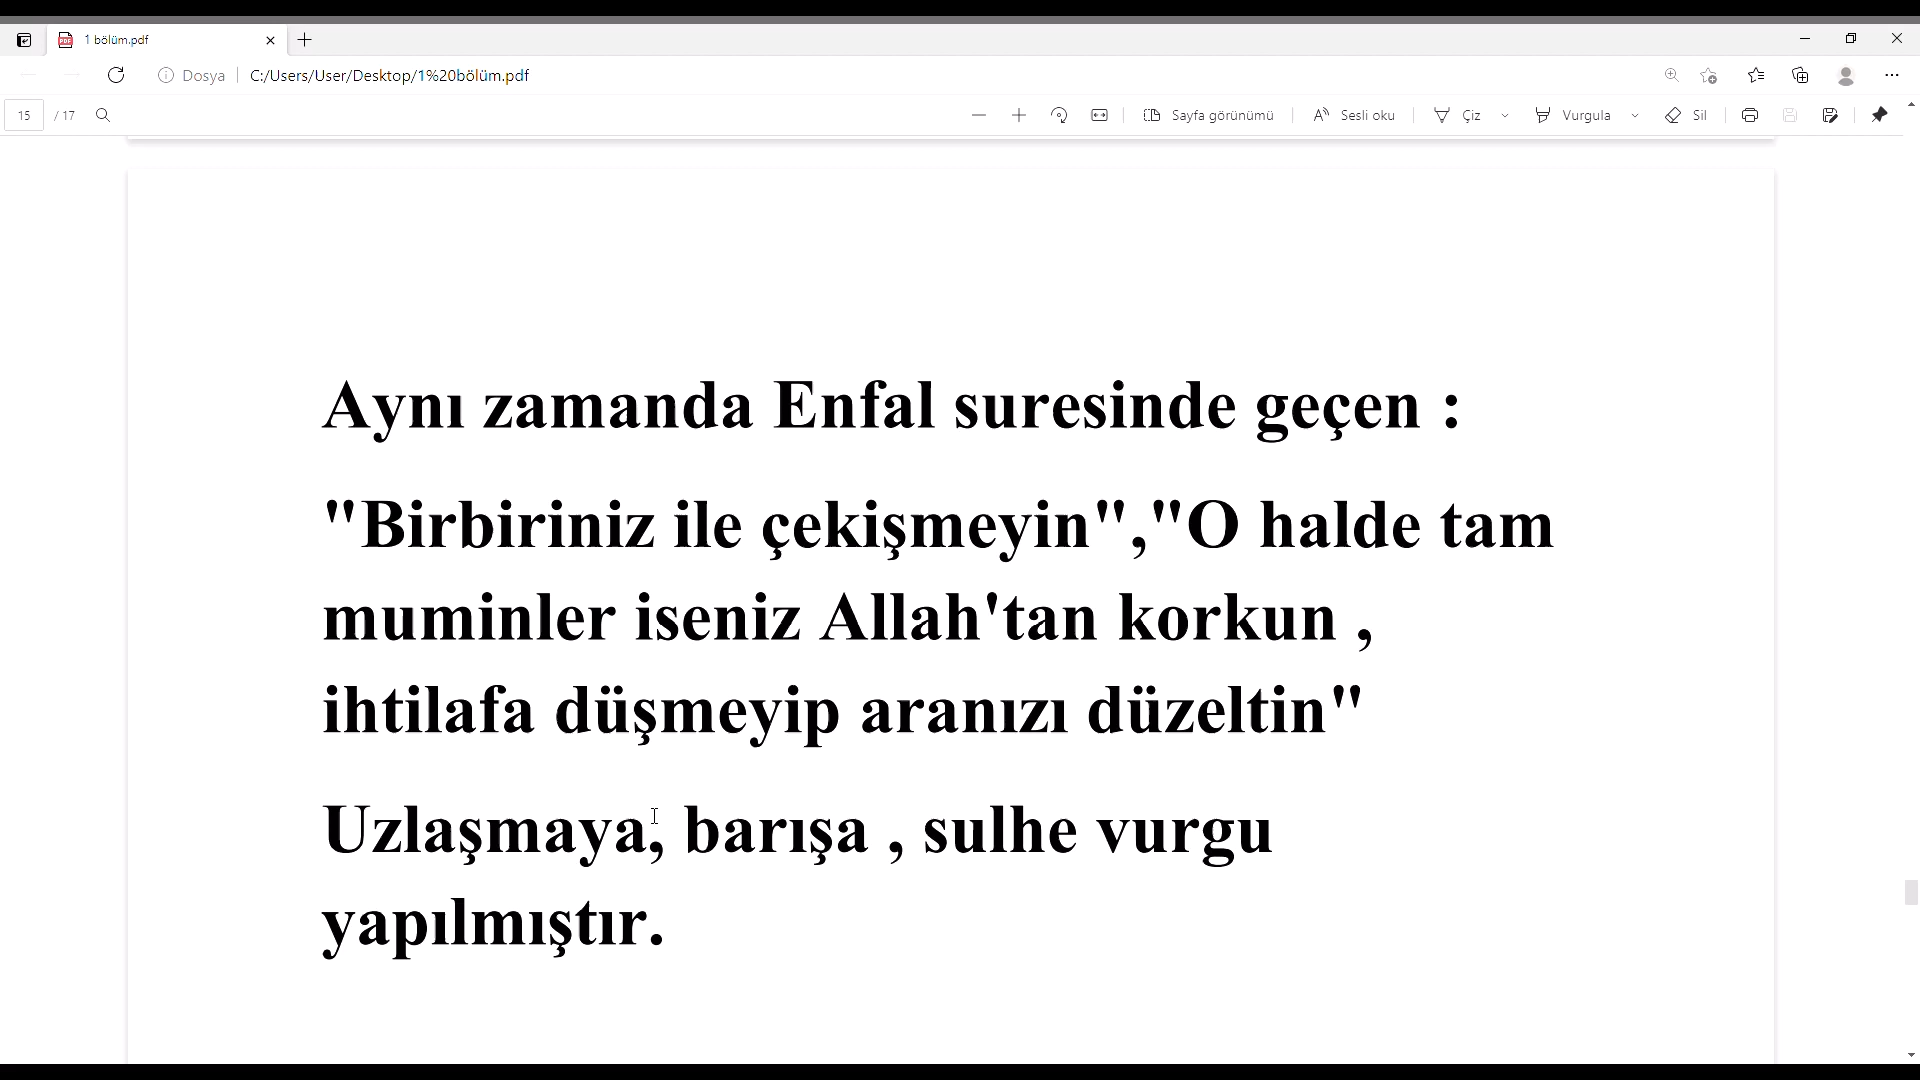 1 bölüm.pdf
Dosya C:/Users/User/Desktop/1%20bölüm.pdf
15 / 17 Sayfa görünümü Sesli oku Çiz Vurgula Sil
Aynı zamanda Enfal suresinde geçen :
"Birbiriniz ile çekişmeyin","O halde tam
muminler iseniz Allah'tan korkun ,
ihtilafa düşmeyip aranızı düzeltin"
Uzlaşmaya, barışa , sulhe vurgu
yapılmıştır.